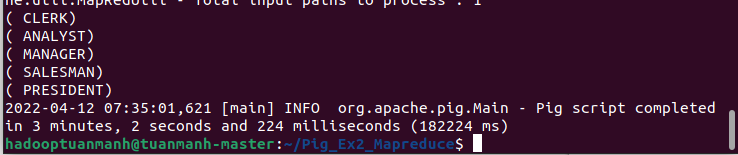 ne.util.MapRedUtil - Total input paths to process : 1
( CLERK)
( ANALYST)
( MANAGER)
( SALESMAN)
( PRESIDENT)
2022-04-12 07:35:01,621 [main] INFO  org.apache.pig.Main - Pig script completed
in 3 minutes, 2 seconds and 224 milliseconds (182224 ms)
hadooptuanmanh@tuanmanh-master:~/Pig_Ex2_Mapreduce$